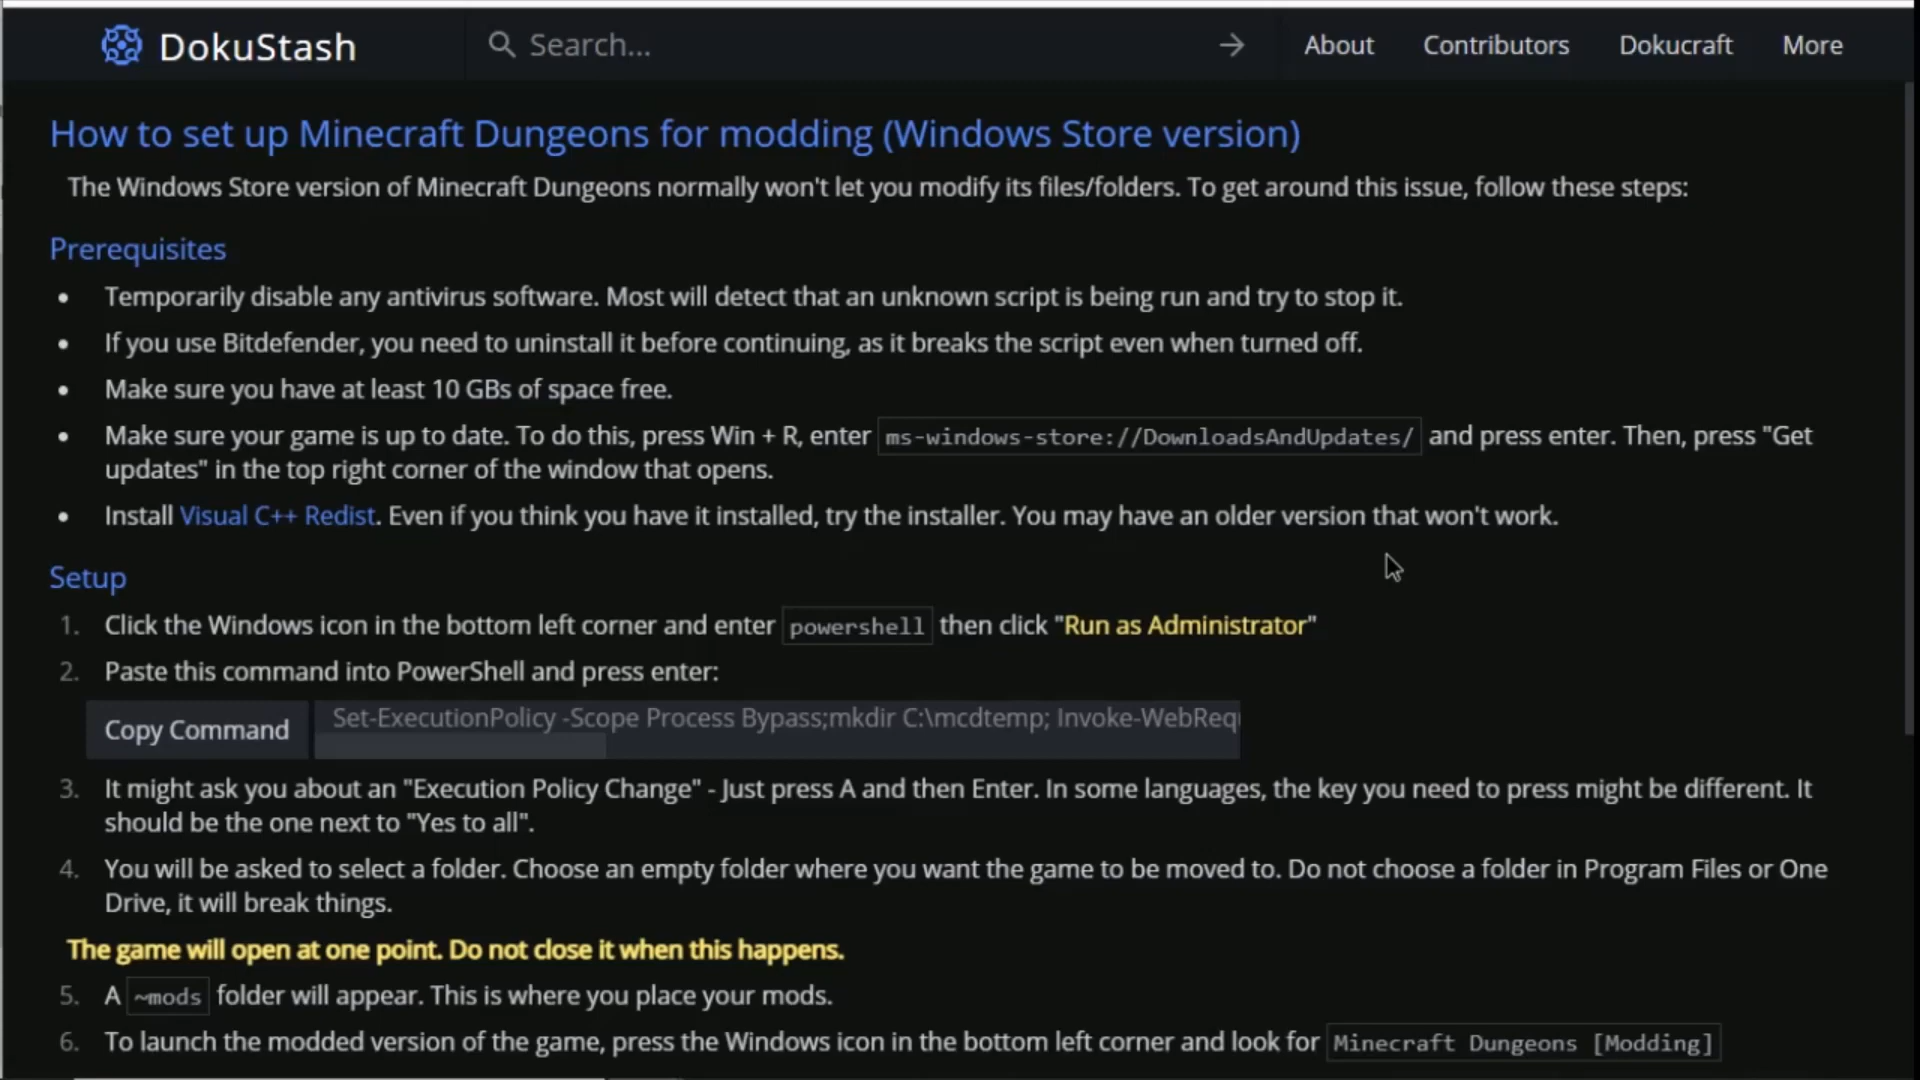 DokuStash
Search...
About
Contributors
Dokucraft
More
How to set up Minecraft Dungeons for modding (Windows Store version)
The Windows Store version of Minecraft Dungeons normally won't let you modify its files/folders. To get around this issue, follow these steps:
Prerequisites
• Temporarily disable any antivirus software. Most will detect that an unknown script is being run and try to stop it.
• If you use Bitdefender, you need to uninstall it before continuing, as it breaks the script even when turned off.
• Make sure you have at least 10 GBs of space free.
• Make sure your game is up to date. To do this, press Win + R, enter ms-windows-store://DownloadsAndUpdates/ and press enter. Then, press "Get
updates" in the top right corner of the window that opens.
• Install Visual C++ Redist. Even if you think you have it installed, try the installer. You may have an older version that won't work.
Setup
1. Click the Windows icon in the bottom left corner and enter powershell then click "Run as Administrator"
2. Paste this command into PowerShell and press enter:
Copy Command
Set-ExecutionPolicy -Scope Process Bypass;mkdir C:\mcdtemp; Invoke-WebRequ
3. It might ask you about an "Execution Policy Change" - Just press A and then Enter. In some languages, the key you need to press might be different. It
should be the one next to "Yes to all".
4. You will be asked to select a folder. Choose an empty folder where you want the game to be moved to. Do not choose a folder in Program Files or One
Drive, it will break things.
The game will open at one point. Do not close it when this happens.
5. A ~mods folder will appear. This is where you place your mods.
6. To launch the modded version of the game, press the Windows icon in the bottom left corner and look for Minecraft Dungeons [Modding]